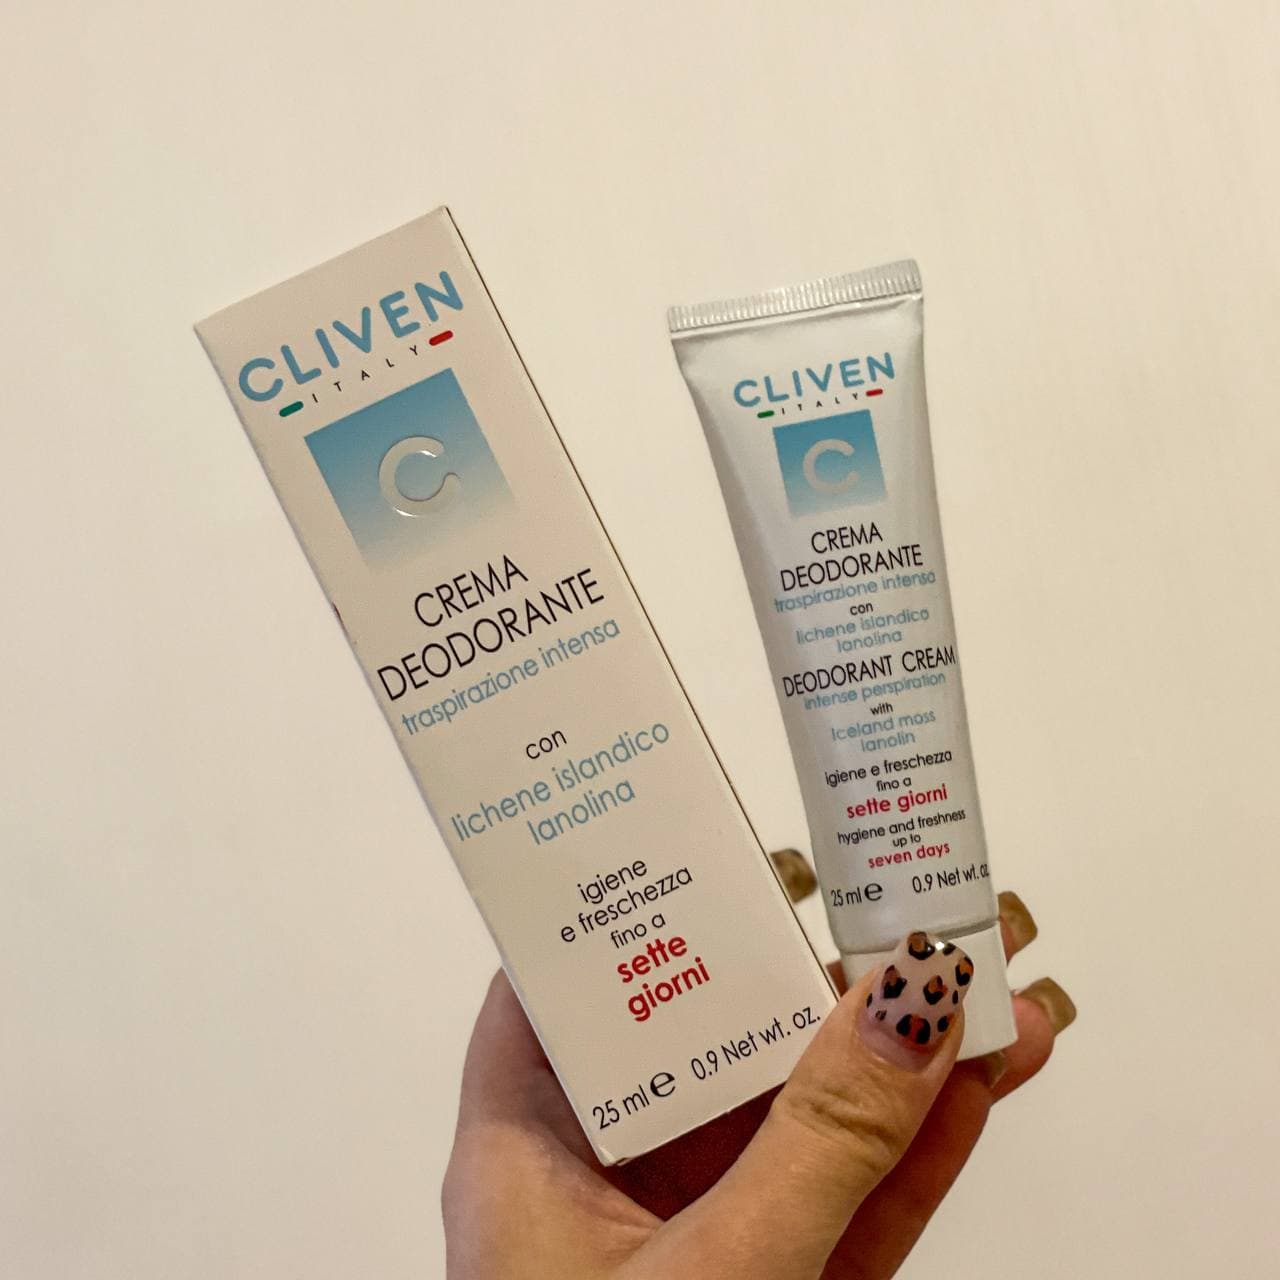 CLIVEN
ITALY
C
CREMA
DEODORANTE
traspirazione intensa
con
lichene islandico
lanolina
igiene
e freschezza
fino a
sette
giorni
25 ml e 0.9 Net wt. oz.
CLIVEN
ITALY
C
CREMA
DEODORANTE
traspirazione intensa
con
lichene islandico
lanolina
DEODORANT CREAM
intense perspiration
with
Iceland moss
lanolin
igiene e freschezza
fino a
sette giorni
hygiene and freshness
up to
seven days
25 ml e 0.9 Net wt. oz